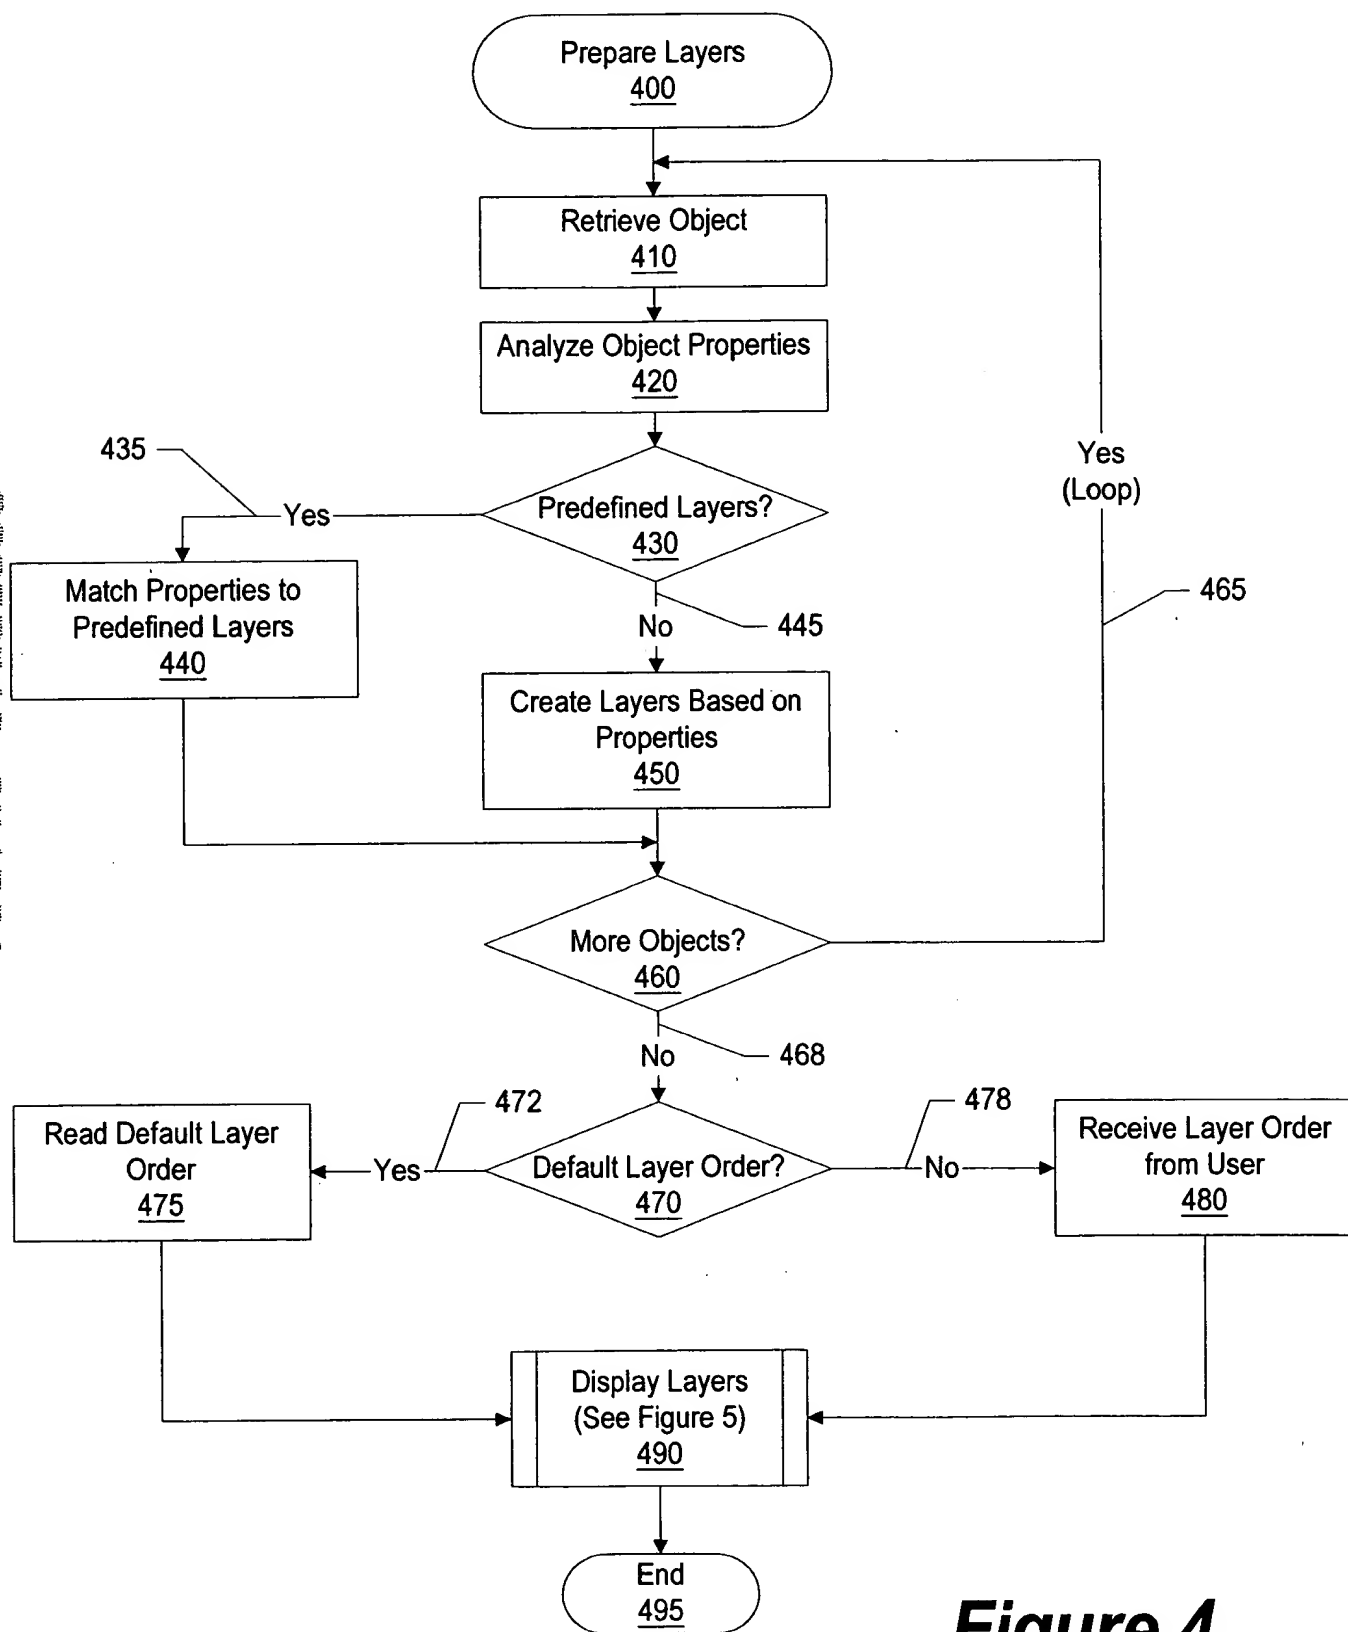 Prepare Layers
400
Retrieve Object
410
Analyze Object Properties
420
435
Yes
Predefined Layers?
430
Yes
(Loop)
465
Match Properties to
Predefined Layers
440
No
445
Create Layers Based on
Properties
450
More Objects?
460
No
468
472
478
Read Default Layer
Order
475
Yes
Default Layer Order?
470
No
Receive Layer Order
from User
480
Display Layers
(See Figure 5)
490
End
495
Figure 4